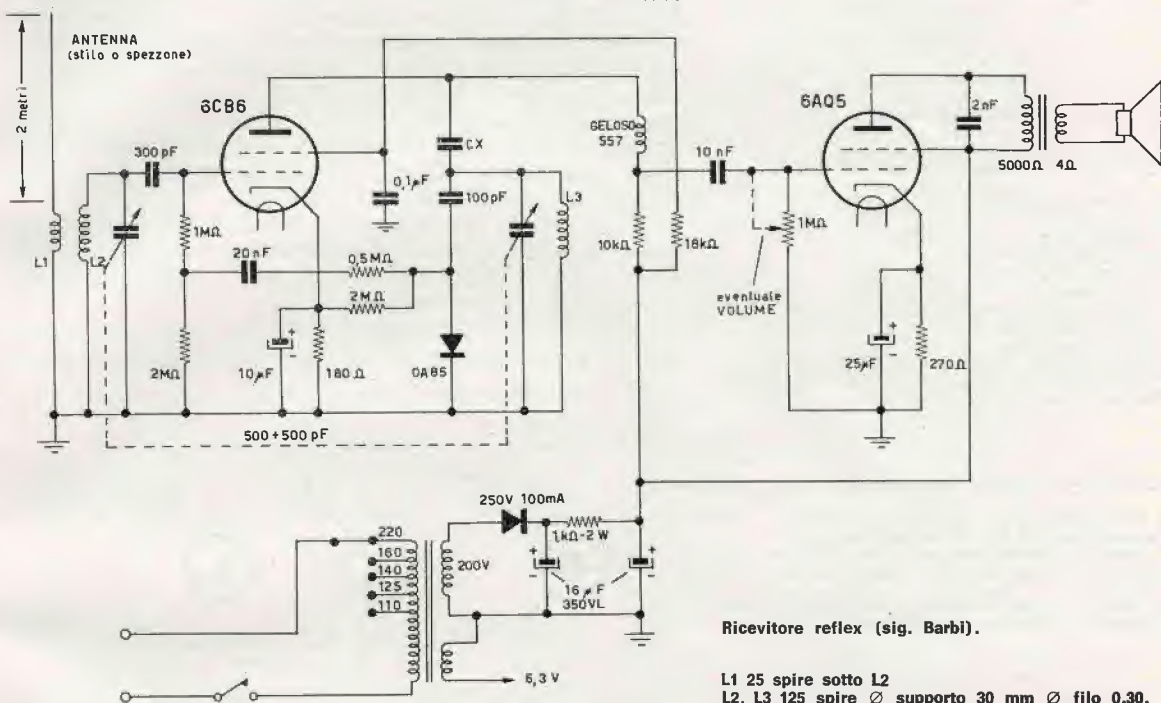 ANTENNA
(stilo o spezzone)
2 metri
6CB6
6AQ5
300 pF
CX
GELOSO
557
10 nF
2nF
5000Ω 4Ω
L1
L2
1MΩ
0,1µF
100pF
L3
20 nF
0,5MΩ
2MΩ
10kΩ
18kΩ
1MΩ
eventuale
VOLUME
2MΩ
10µF
180Ω
OA85
25µF
270Ω
500+500 pF
250V 100mA
1kΩ-2W
220
160
140
125
110
200V
16µF
350VL
6,3 V
Ricevitore reflex (sig. Barbi).
L1 25 spire sotto L2
L2, L3 125 spire Ø supporto 30 mm Ø filo 0,30.